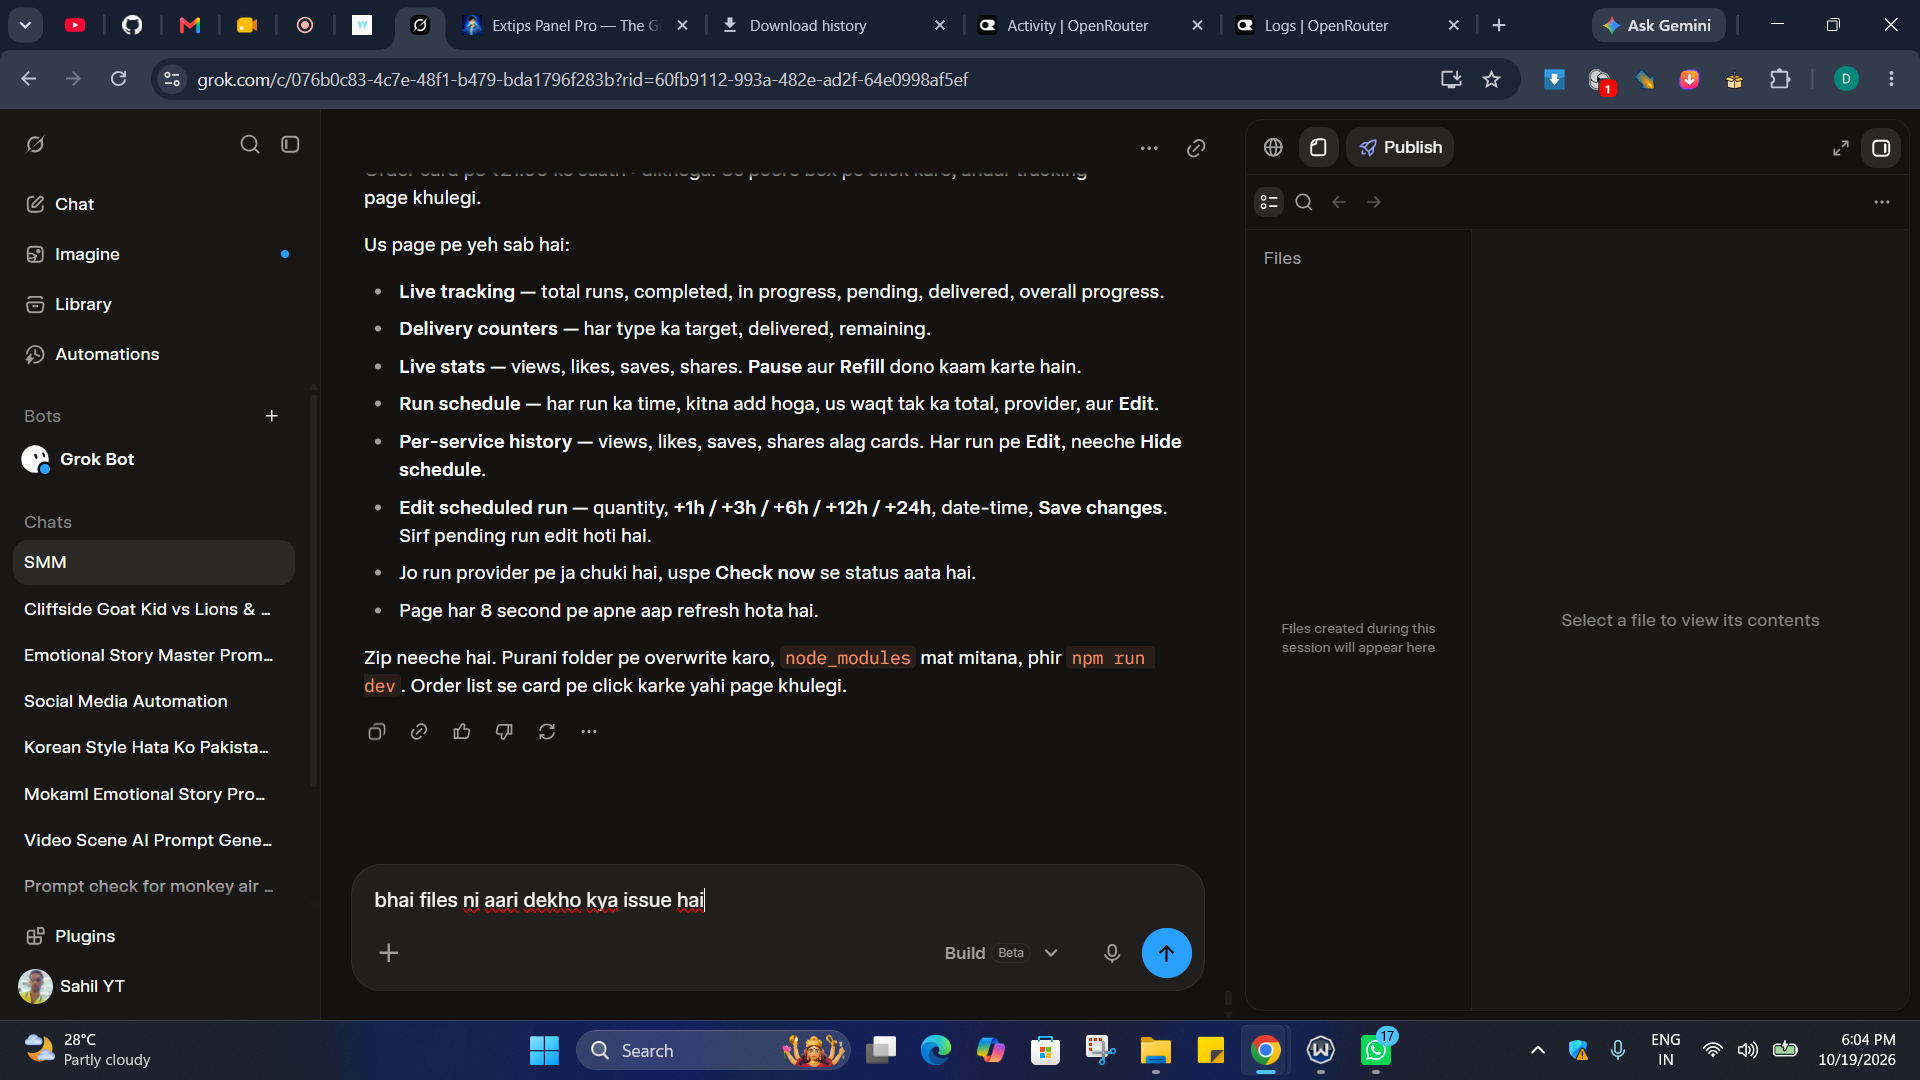 Extips Panel Pro — The G
Download history
Activity | OpenRouter
Logs | OpenRouter
Ask Gemini
grok.com/c/076b0c83-4c7e-48f1-b479-bda1796f283b?rid=60fb9112-993a-482e-ad2f-64e0998af5ef
1
D
Chat
Imagine
Library
Automations
Bots
Grok Bot
Chats
SMM
Cliffside Goat Kid vs Lions & ...
Emotional Story Master Prom...
Social Media Automation
Korean Style Hata Ko Pakista...
MokamI Emotional Story Pro...
Video Scene AI Prompt Gene...
Prompt check for monkey air ...
Plugins
Sahil YT
page khulegi.
Us page pe yeh sab hai:
• Live tracking — total runs, completed, in progress, pending, delivered, overall progress.
• Delivery counters — har type ka target, delivered, remaining.
• Live stats — views, likes, saves, shares. Pause aur Refill dono kaam karte hain.
• Run schedule — har run ka time, kitna add hoga, us waqt tak ka total, provider, aur Edit.
• Per-service history — views, likes, saves, shares alag cards. Har run pe Edit, neeche Hide
schedule.
• Edit scheduled run — quantity, +1h / +3h / +6h / +12h / +24h, date-time, Save changes.
Sirf pending run edit hoti hai.
• Jo run provider pe ja chuki hai, uspe Check now se status aata hai.
• Page har 8 second pe apne aap refresh hota hai.
Zip neeche hai. Purani folder pe overwrite karo, node_modules mat mitana, phir npm run
dev. Order list se card pe click karke yahi page khulegi.
bhai files ni aari dekho kya issue hai
Build Beta
Publish
Files
Files created during this
session will appear here
Select a file to view its contents
28°C
Partly cloudy
Search
17
ENG
IN
6:04 PM
10/19/2026